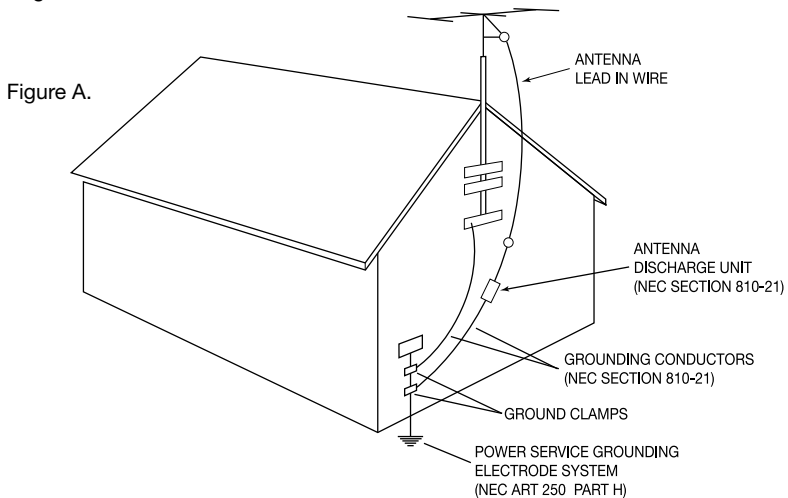 Figure A.
ANTENNA
LEAD IN WIRE
ANTENNA
DISCHARGE UNIT
(NEC SECTION 810-21)
GROUNDING CONDUCTORS
(NEC SECTION 810-21)
GROUND CLAMPS
POWER SERVICE GROUNDING
ELECTRODE SYSTEM
(NEC ART 250 PART H)